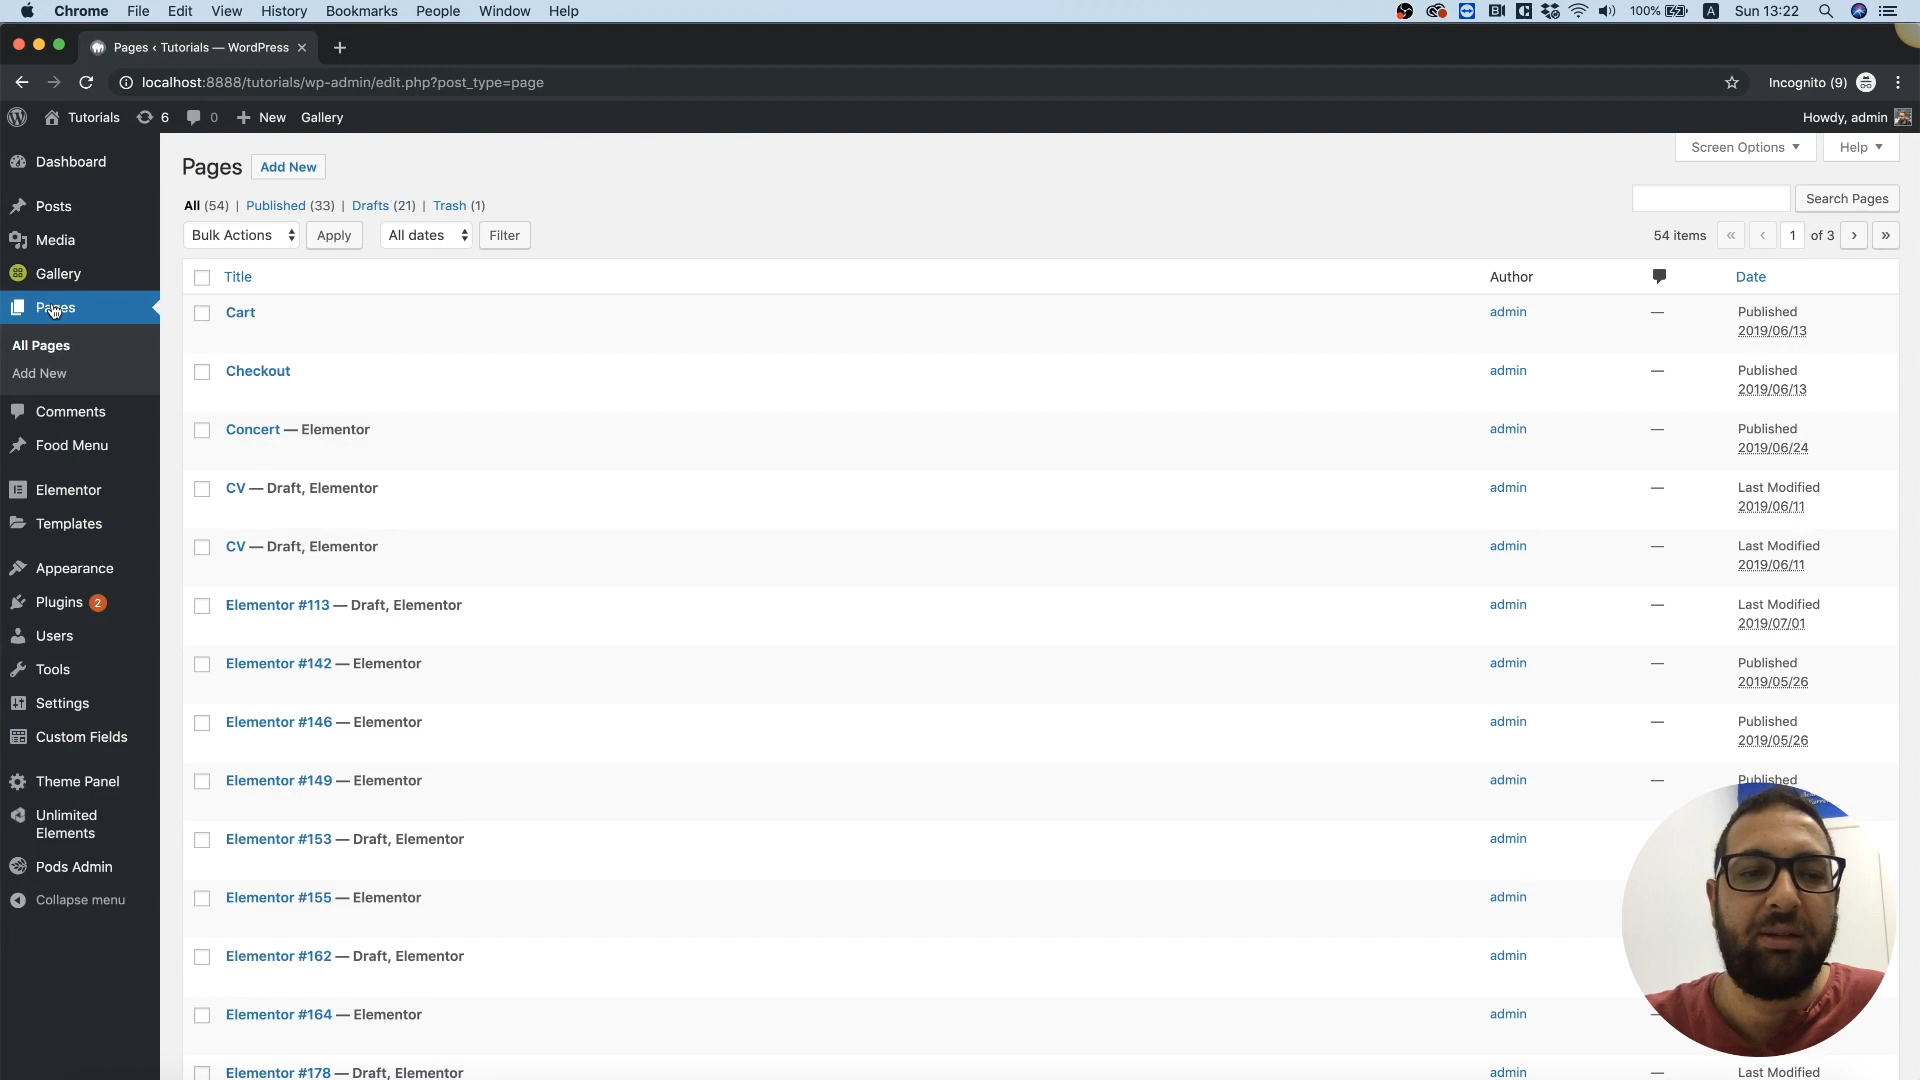 Chrome File Edit View History Bookmarks People Window Help 100% A Sun 13:22
Pages ‹ Tutorials — WordPress
localhost:8888/tutorials/wp-admin/edit.php?post_type=page Incognito (9)
Tutorials 6 0 New Gallery Howdy, admin
Dashboard
Posts
Media
Gallery
Pages
All Pages
Add New
Comments
Food Menu
Elementor
Templates
Appearance
Plugins 2
Users
Tools
Settings
Custom Fields
Theme Panel
Unlimited
Elements
Pods Admin
Collapse menu
Screen Options Help
Pages Add New
All (54) | Published (33) | Drafts (21) | Trash (1)
Search Pages
Bulk Actions Apply All dates Filter 54 items « ‹ 1 of 3 › »
Title Author Date
Cart admin — Published
2019/06/13
Checkout admin — Published
2019/06/13
Concert — Elementor admin — Published
2019/06/24
CV — Draft, Elementor admin — Last Modified
2019/06/11
CV — Draft, Elementor admin — Last Modified
2019/06/11
Elementor #113 — Draft, Elementor admin — Last Modified
2019/07/01
Elementor #142 — Elementor admin — Published
2019/05/26
Elementor #146 — Elementor admin — Published
2019/05/26
Elementor #149 — Elementor admin — Published
Elementor #153 — Draft, Elementor admin
Elementor #155 — Elementor admin
Elementor #162 — Draft, Elementor admin
Elementor #164 — Elementor admin —
Elementor #178 — Draft, Elementor admin — Last Modified